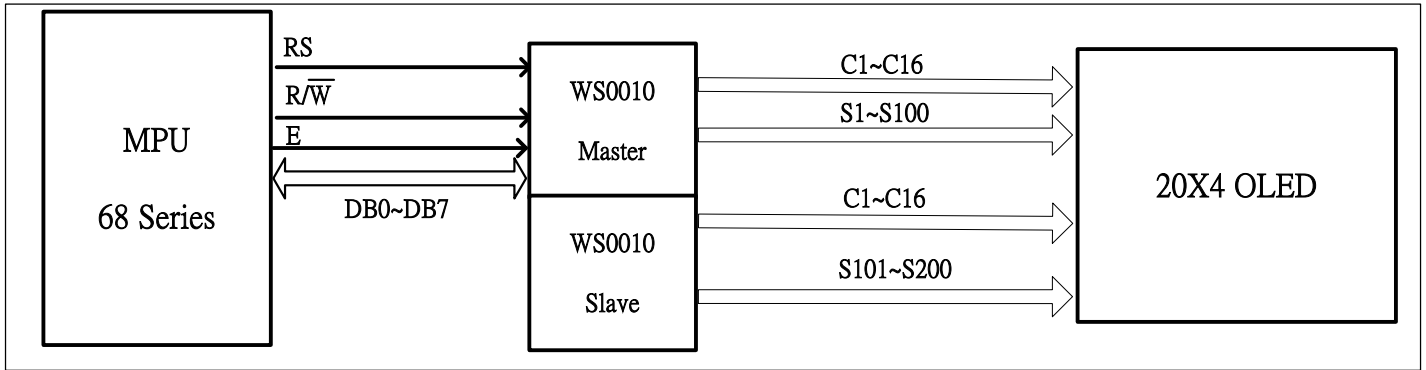 MPU
68 Series
RS
R/W̅
E
DB0~DB7
WS0010
Master
WS0010
Slave
C1~C16
S1~S100
C1~C16
S101~S200
20X4 OLED